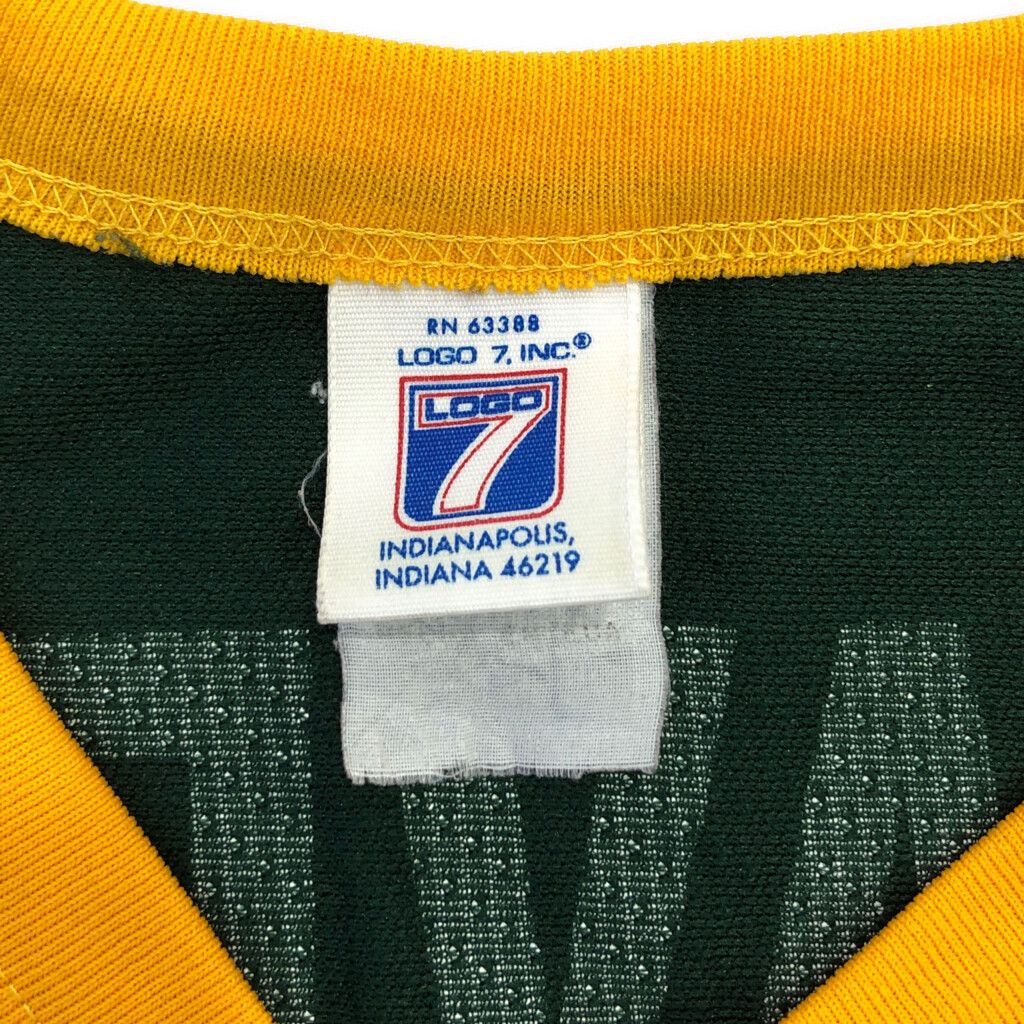 RN 63388
LOGO 7, INC.®
LOGO
7
INDIANAPOLIS,
INDIANA 46219